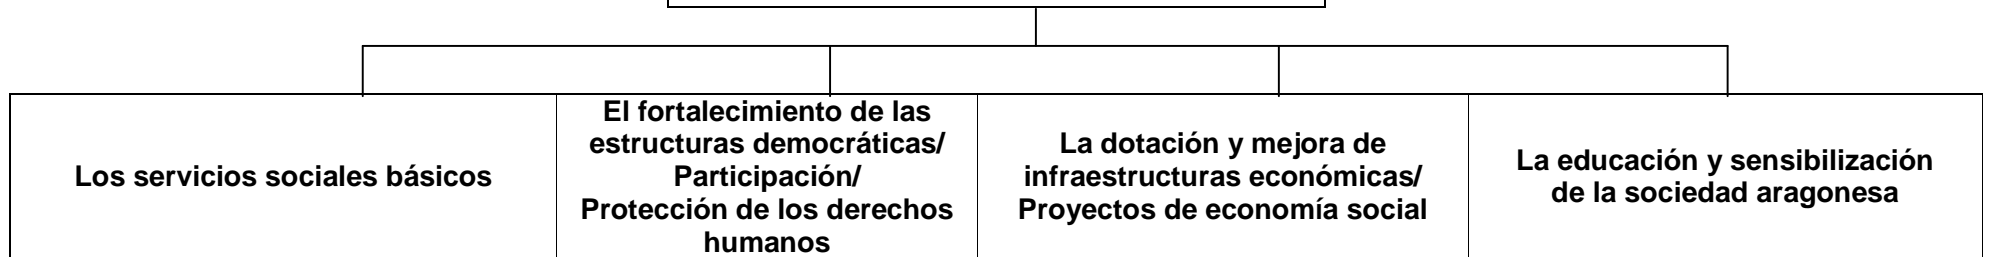 Los servicios sociales básicos
El fortalecimiento de las
estructuras democráticas/
Participación/
Protección de los derechos
humanos
La dotación y mejora de
infraestructuras económicas/
Proyectos de economía social
La educación y sensibilización
de la sociedad aragonesa